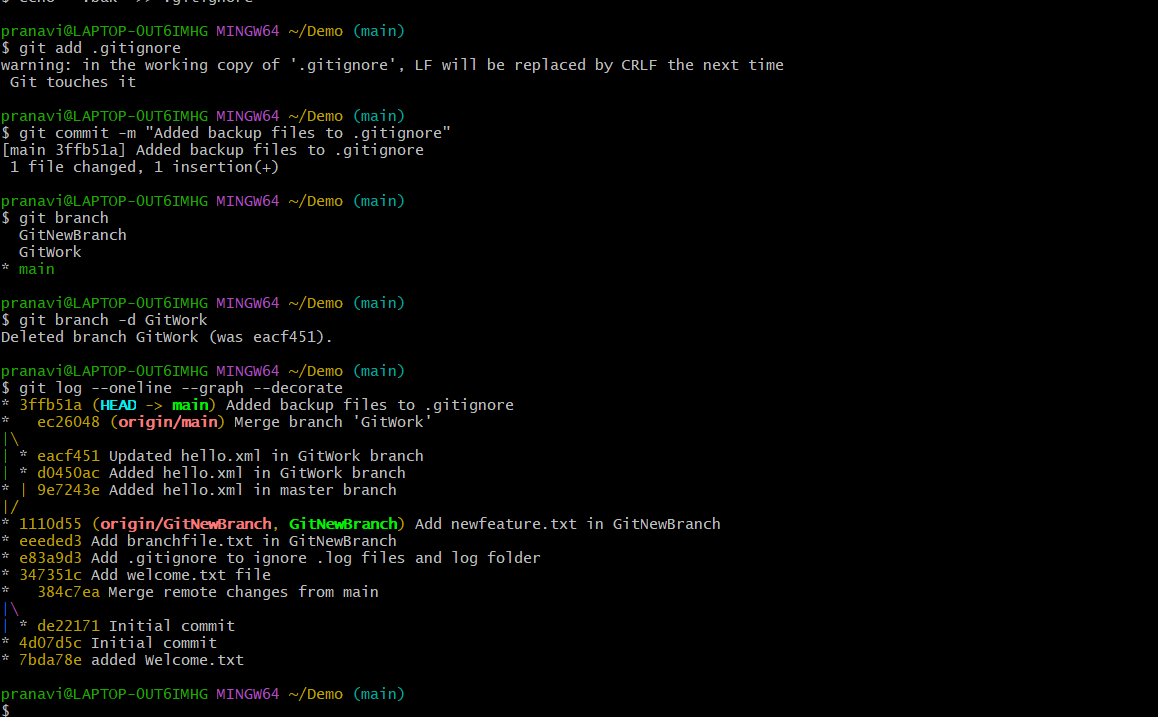 pranavi@LAPTOP-OUT6IMHG MINGW64 ~/Demo (main)
$ git add .gitignore
warning: in the working copy of '.gitignore', LF will be replaced by CRLF the next time
 Git touches it

pranavi@LAPTOP-OUT6IMHG MINGW64 ~/Demo (main)
$ git commit -m "Added backup files to .gitignore"
[main 3ffb51a] Added backup files to .gitignore
 1 file changed, 1 insertion(+)

pranavi@LAPTOP-OUT6IMHG MINGW64 ~/Demo (main)
$ git branch
  GitNewBranch
  GitWork
* main

pranavi@LAPTOP-OUT6IMHG MINGW64 ~/Demo (main)
$ git branch -d GitWork
Deleted branch GitWork (was eacf451).

pranavi@LAPTOP-OUT6IMHG MINGW64 ~/Demo (main)
$ git log --oneline --graph --decorate
* 3ffb51a (HEAD -> main) Added backup files to .gitignore
*   ec26048 (origin/main) Merge branch 'GitWork'
|\
| * eacf451 Updated hello.xml in GitWork branch
| * d0450ac Added hello.xml in GitWork branch
* | 9e7243e Added hello.xml in master branch
|/
* 1110d55 (origin/GitNewBranch, GitNewBranch) Add newfeature.txt in GitNewBranch
* eeeded3 Add branchfile.txt in GitNewBranch
* e83a9d3 Add .gitignore to ignore .log files and log folder
* 347351c Add welcome.txt file
*   384c7ea Merge remote changes from main
|\
| * de22171 Initial commit
* 4d07d5c Initial commit
* 7bda78e added Welcome.txt

pranavi@LAPTOP-OUT6IMHG MINGW64 ~/Demo (main)
$